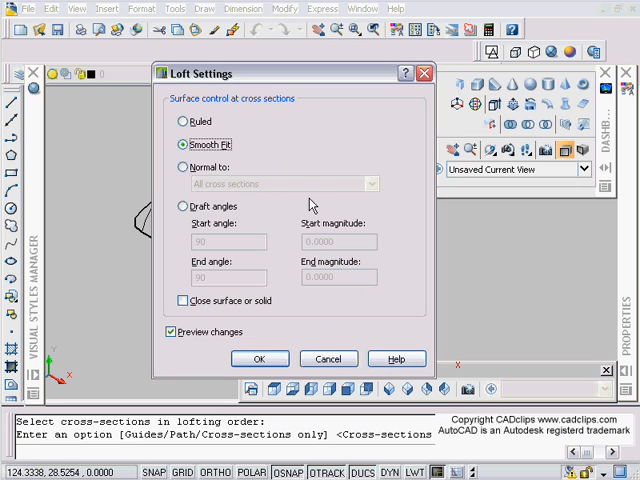 File Edit View Insert Format Tools Draw Dimension Modify Express Window Help
Loft Settings
Surface control at cross sections
Ruled
Smooth Fit
Normal to:
All cross sections
Draft angles
Start angle: Start magnitude:
90 0.0000
End angle: End magnitude:
90 0.0000
Close surface or solid
Preview changes
OK Cancel Help
VISUAL STYLES MANAGER
DASHB...
Unsaved Current View
PROPERTIES
Y
X
X
Select cross-sections in lofting order:
Enter an option [Guides/Path/Cross-sections only] <Cross-sections
Copyright CADclips www.cadclips.com
AutoCAD is an Autodesk registerd trademark
124.3338, 28.5254, 0.0000 SNAP GRID ORTHO POLAR OSNAP OTRACK DUCS DYN LWT